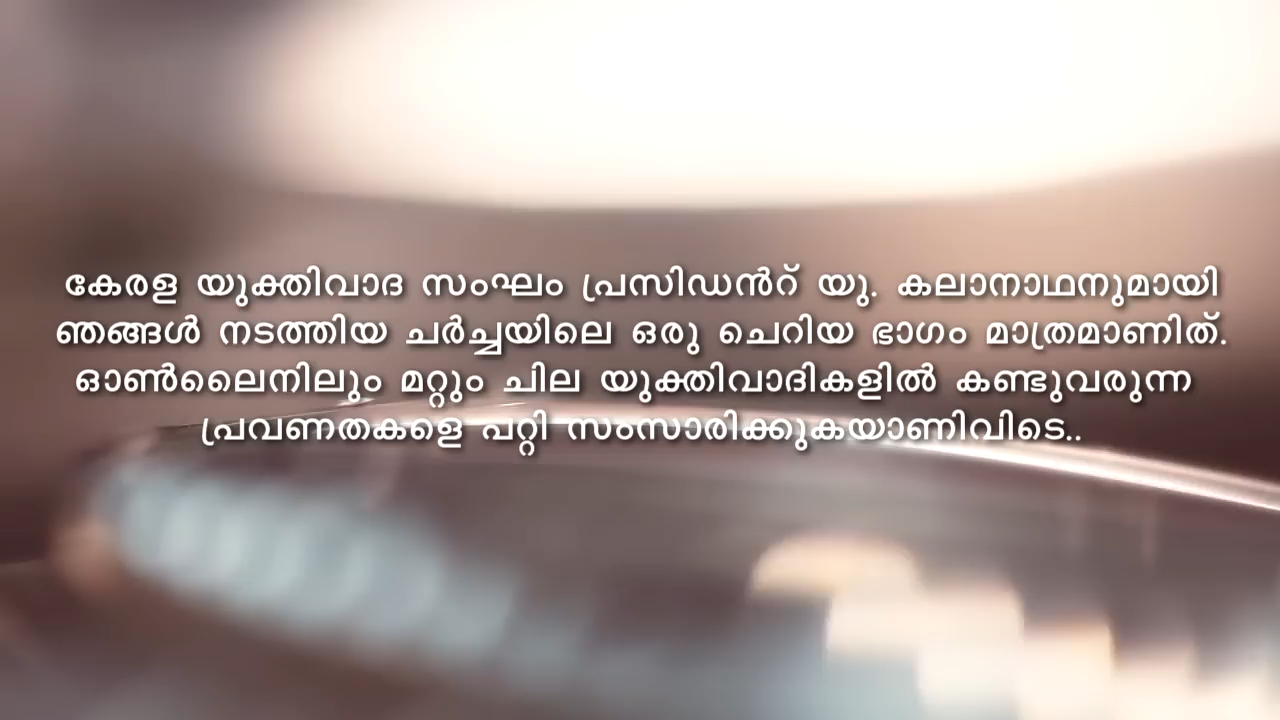 കേരള യുക്തിവാദ സംഘം പ്രസിഡൻറ് യു. കലാനാഥനുമായി
ഞങ്ങൾ നടത്തിയ ചർച്ചയിലെ ഒരു ചെറിയ ഭാഗം മാത്രമാണിത്.
ഓൺലൈനിലും മറ്റും ചില യുക്തിവാദികളിൽ കണ്ടുവരുന്ന
പ്രവണതകളെ പറ്റി സംസാരിക്കുകയാണിവിടെ..